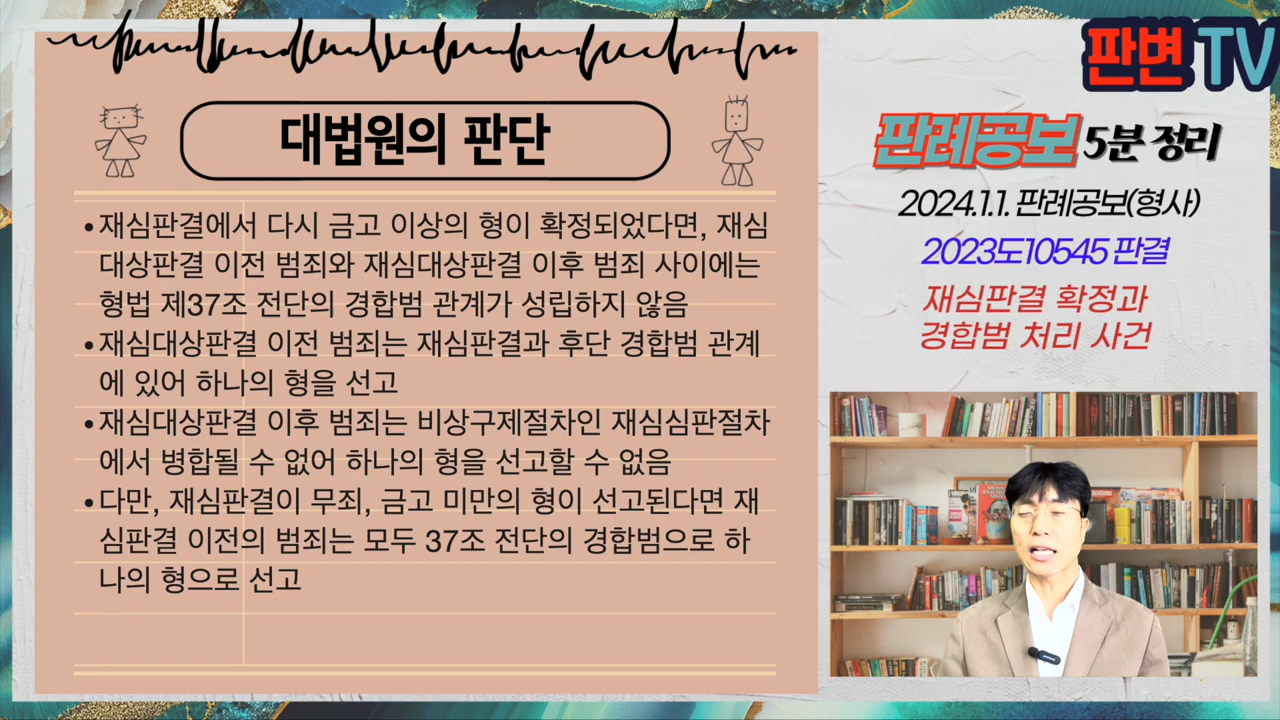 대법원의 판단
• 재심판결에서 다시 금고 이상의 형이 확정되었다면, 재심
대상판결 이전 범죄와 재심대상판결 이후 범죄 사이에는
형법 제37조 전단의 경합범 관계가 성립하지 않음
• 재심대상판결 이전 범죄는 재심판결과 후단 경합범 관계
에 있어 하나의 형을 선고
• 재심대상판결 이후 범죄는 비상구제절차인 재심심판절차
에서 병합될 수 없어 하나의 형을 선고할 수 없음
• 다만, 재심판결이 무죄, 금고 미만의 형이 선고된다면 재
심판결 이전의 범죄는 모두 37조 전단의 경합범으로 하
나의 형으로 선고
판변 TV
판례공보 5분 정리
2024.1.1. 판례공보(형사)
2023도10545 판결
재심판결 확정과
경합범 처리 사건